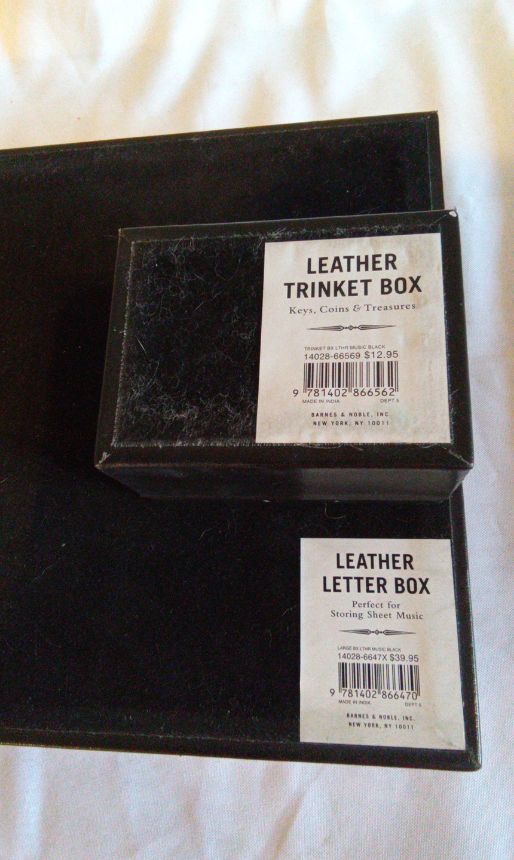 LEATHER
TRINKET BOX
Keys, Coins & Treasures
TRINKET BX LTHR MUSIC BLACK
14028-66569 $12.95
9 781402 866562
MADE IN INDIA DEPT 5
BARNES & NOBLE, INC.
NEW YORK, NY 10011
LEATHER
LETTER BOX
Perfect for
Storing Sheet Music
LARGE BX LTHR MUSIC BLACK
14028-6647X $39.95
9 781402 866470
MADE IN INDIA DEPT 5
BARNES & NOBLE, INC.
NEW YORK, NY 10011